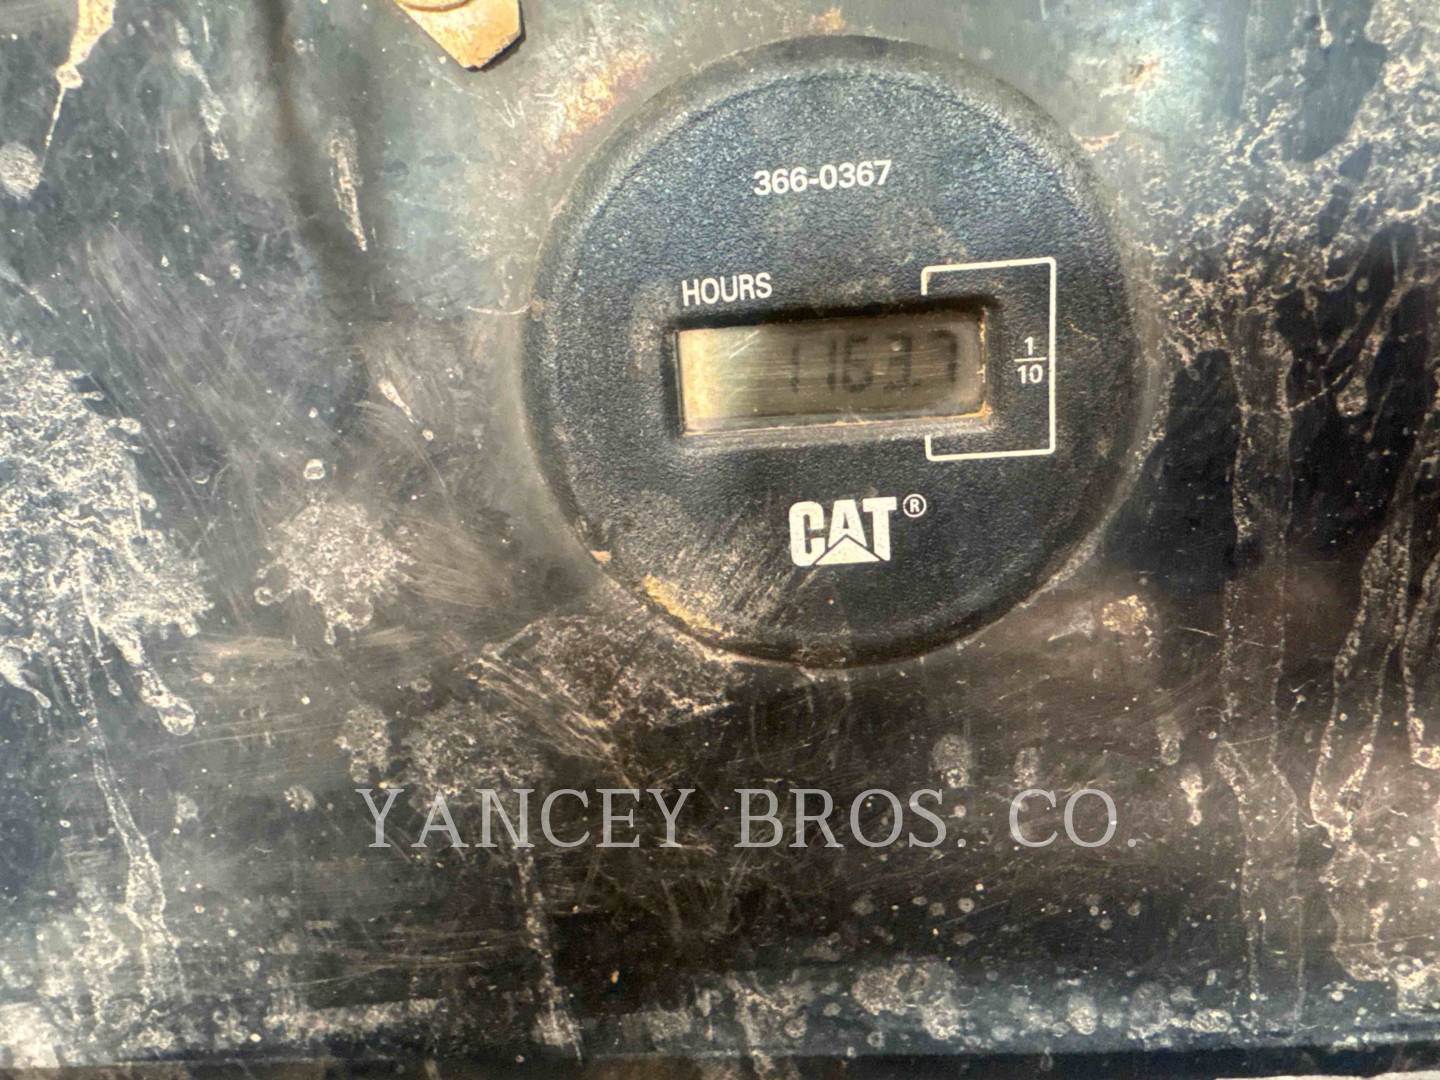 366-0367
HOURS
1
10
CAT®
YANCEY BROS. CO.